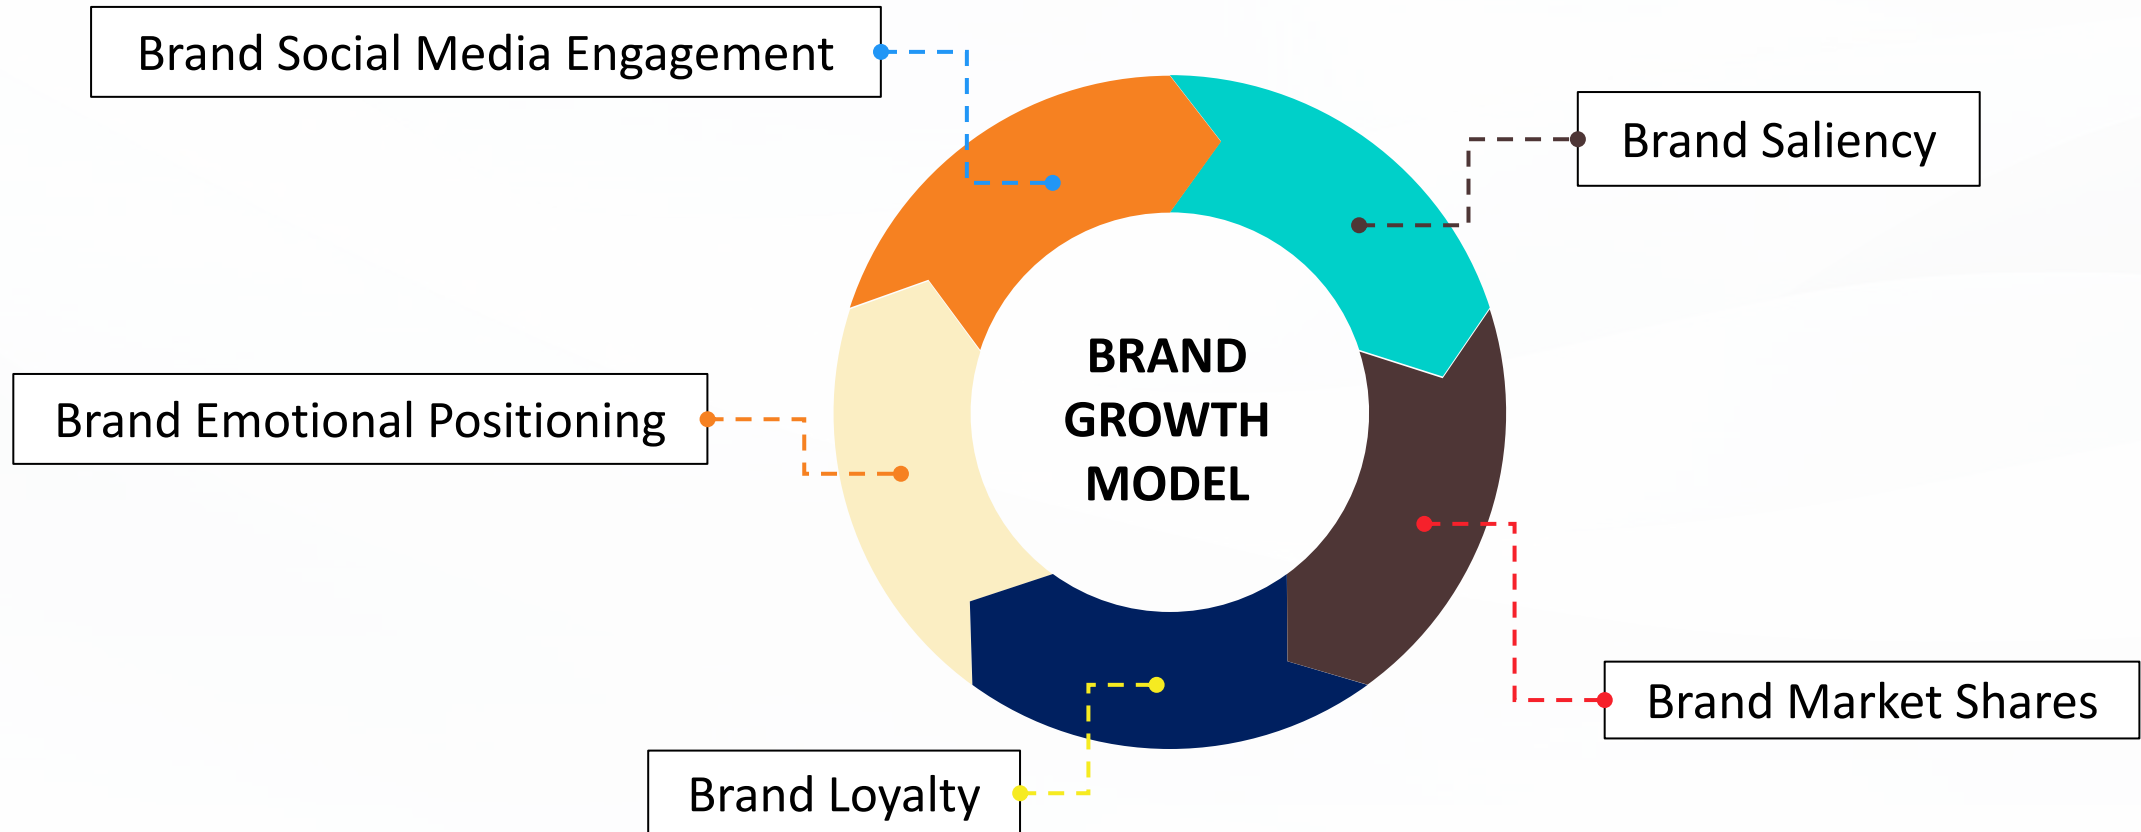 Brand Social Media Engagement
Brand Saliency
BRAND
GROWTH
MODEL
Brand Emotional Positioning
Brand Market Shares
Brand Loyalty